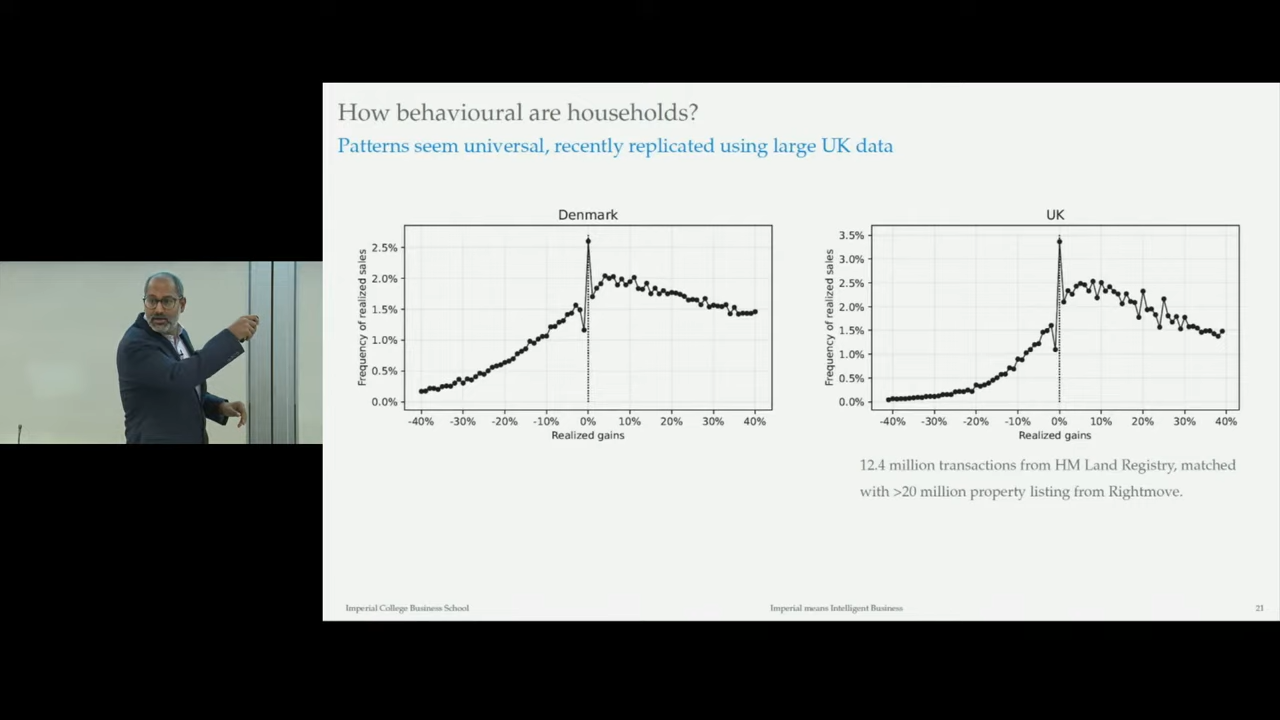 How behavioural are households?
Patterns seem universal, recently replicated using large UK data
Denmark
Frequency of realized sales
2.5%
2.0%
1.5%
1.0%
0.5%
0.0%
-40% -30% -20% -10% 0% 10% 20% 30% 40%
Realized gains
UK
Frequency of realized sales
3.5%
3.0%
2.5%
2.0%
1.5%
1.0%
0.5%
0.0%
-40% -30% -20% -10% 0% 10% 20% 30% 40%
Realized gains
12.4 million transactions from HM Land Registry, matched
with >20 million property listing from Rightmove.
Imperial College Business School
Imperial means Intelligent Business
21